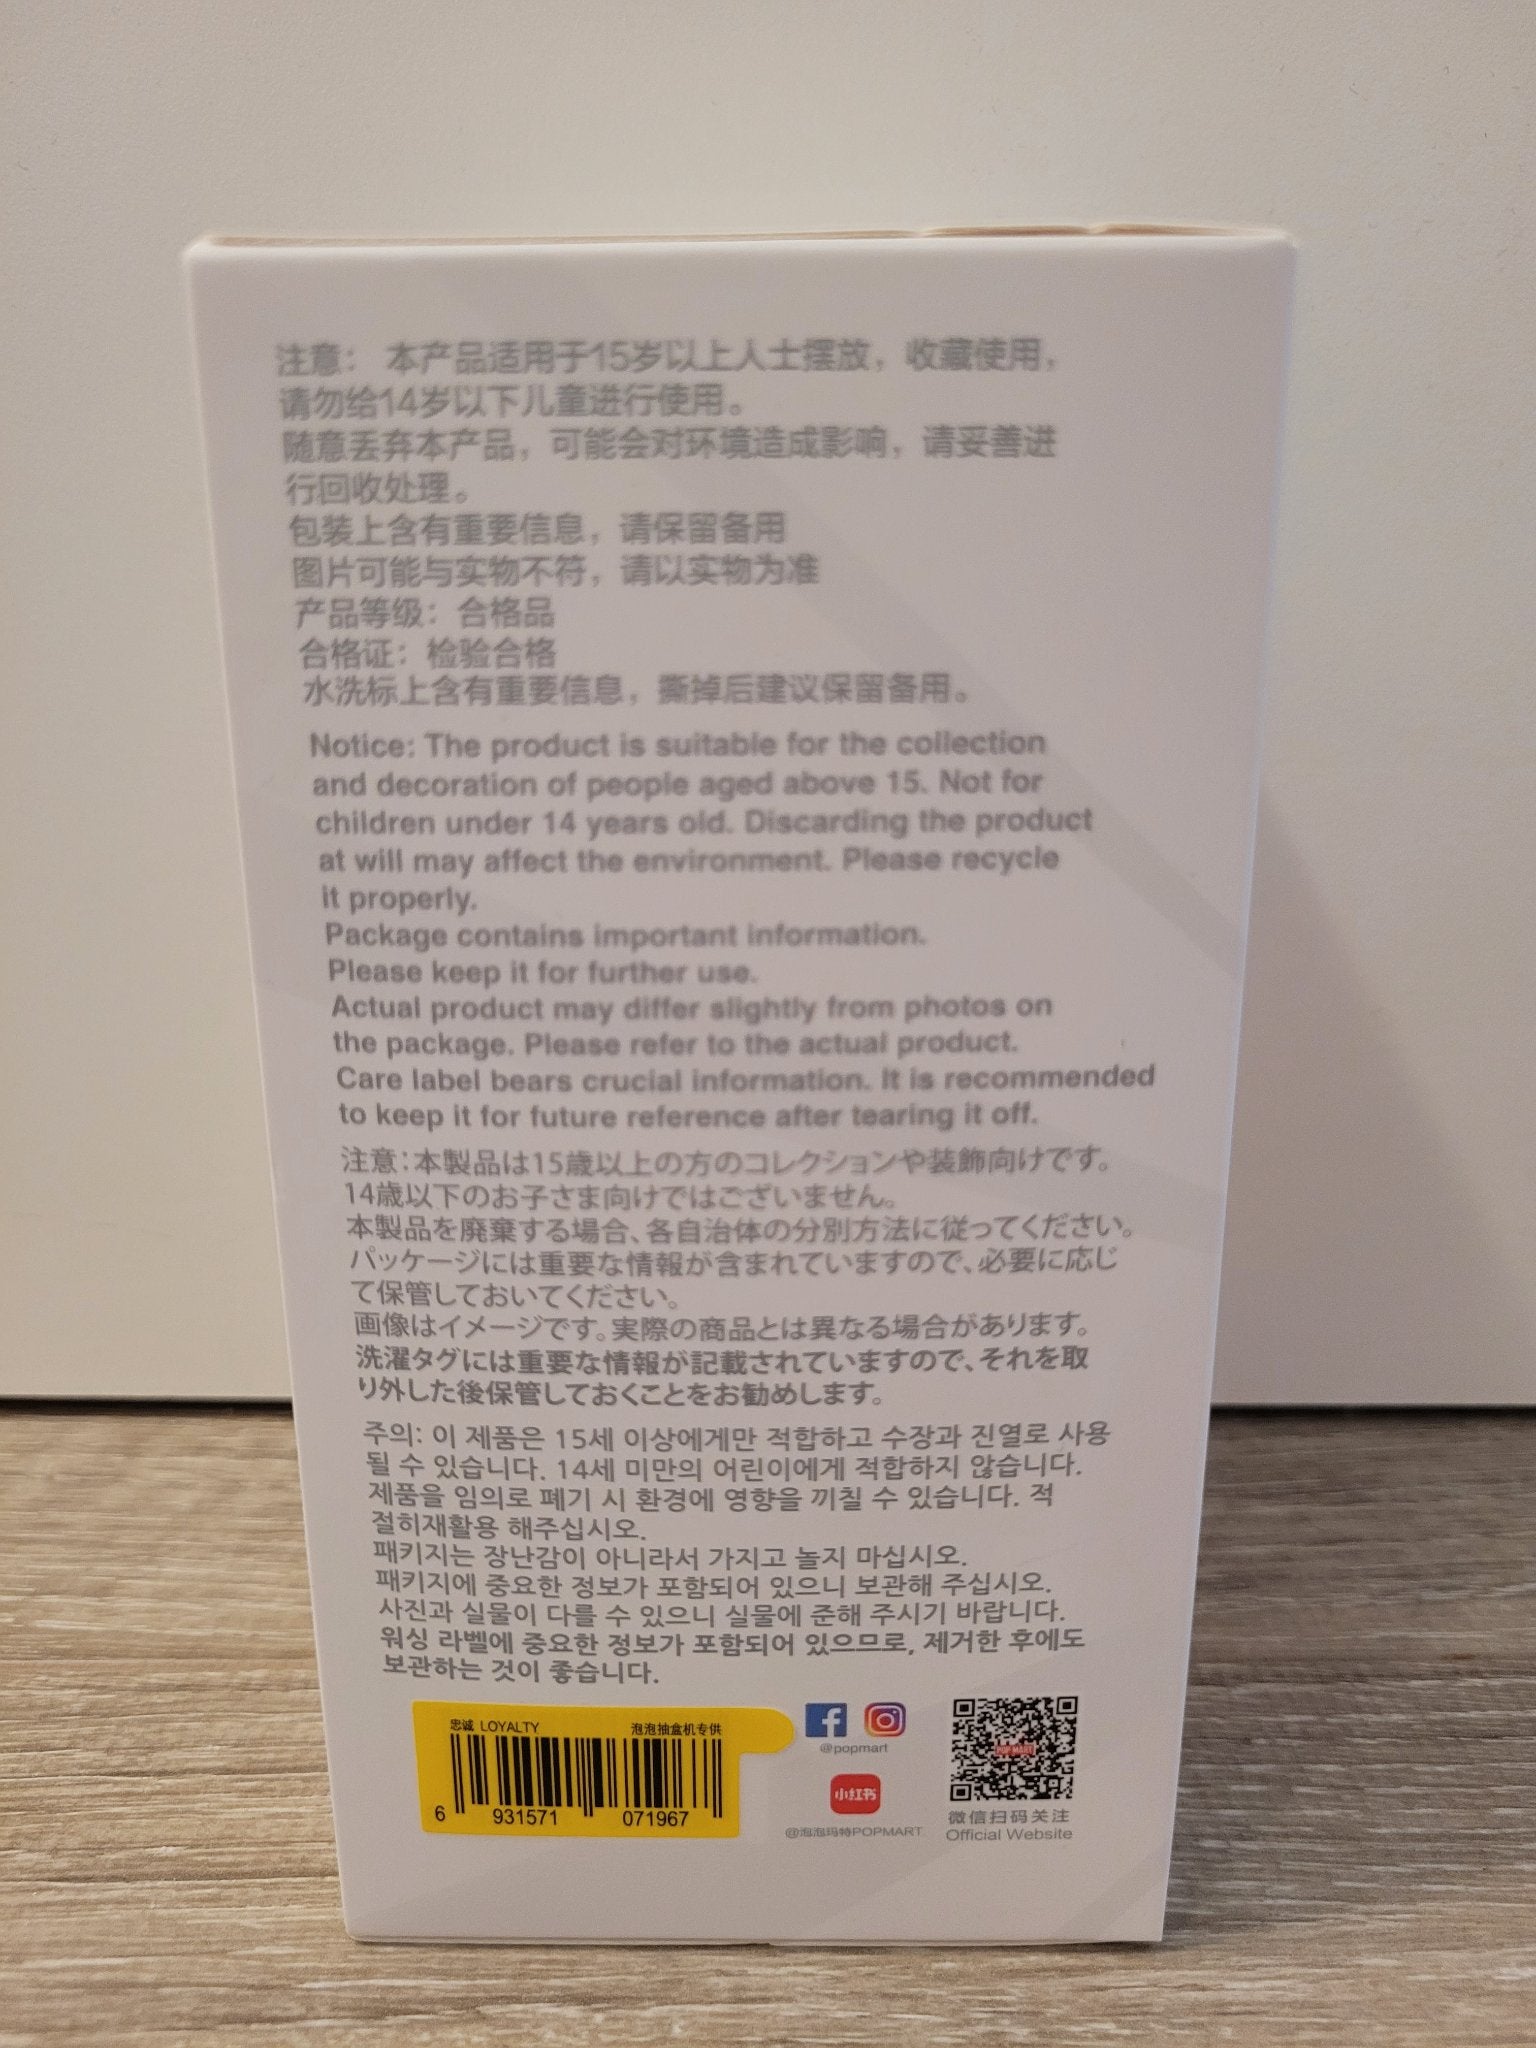 注意： 本产品适用于15岁以上人士摆放，收藏使用，
请勿给14岁以下儿童进行使用。
随意丢弃本产品，可能会对环境造成影响，请妥善进
行回收处理。
包装上含有重要信息，请保留备用
图片可能与实物不符，请以实物为准
产品等级：合格品
合格证：检验合格
水洗标上含有重要信息，撕掉后建议保留备用。
Notice: The product is suitable for the collection
and decoration of people aged above 15. Not for
children under 14 years old. Discarding the product
at will may affect the environment. Please recycle
it properly.
Package contains important information.
Please keep it for further use.
Actual product may differ slightly from photos on
the package. Please refer to the actual product.
Care label bears crucial information. It is recommended
to keep it for future reference after tearing it off.
注意：本製品は15歳以上の方のコレクションや装飾向けです。
14歳以下のお子さま向けではございません。
本製品を廃棄する場合、各自治体の分別方法に従ってください。
パッケージには重要な情報が含まれていますので、必要に応じ
て保管しておいてください。
画像はイメージです。実際の商品とは異なる場合があります。
洗濯タグには重要な情報が記載されていますので、それを取
り外した後保管しておくことをお勧めします。
주의: 이 제품은 15세 이상에게만 적합하고 수장과 진열로 사용
될 수 있습니다. 14세 미만의 어린이에게 적합하지 않습니다.
제품을 임의로 폐기 시 환경에 영향을 끼칠 수 있습니다. 적
절히재활용 해주십시오.
패키지는 장난감이 아니라서 가지고 놀지 마십시오.
패키지에 중요한 정보가 포함되어 있으니 보관해 주십시오.
사진과 실물이 다를 수 있으니 실물에 준해 주시기 바랍니다.
워싱 라벨에 중요한 정보가 포함되어 있으므로, 제거한 후에도
보관하는 것이 좋습니다.
忠诚 LOYALTY 泡泡抽盒机专供
6 931571 071967
@popmart
小红书
@泡泡玛特POPMART
POP MART
微信扫码关注
Official Website